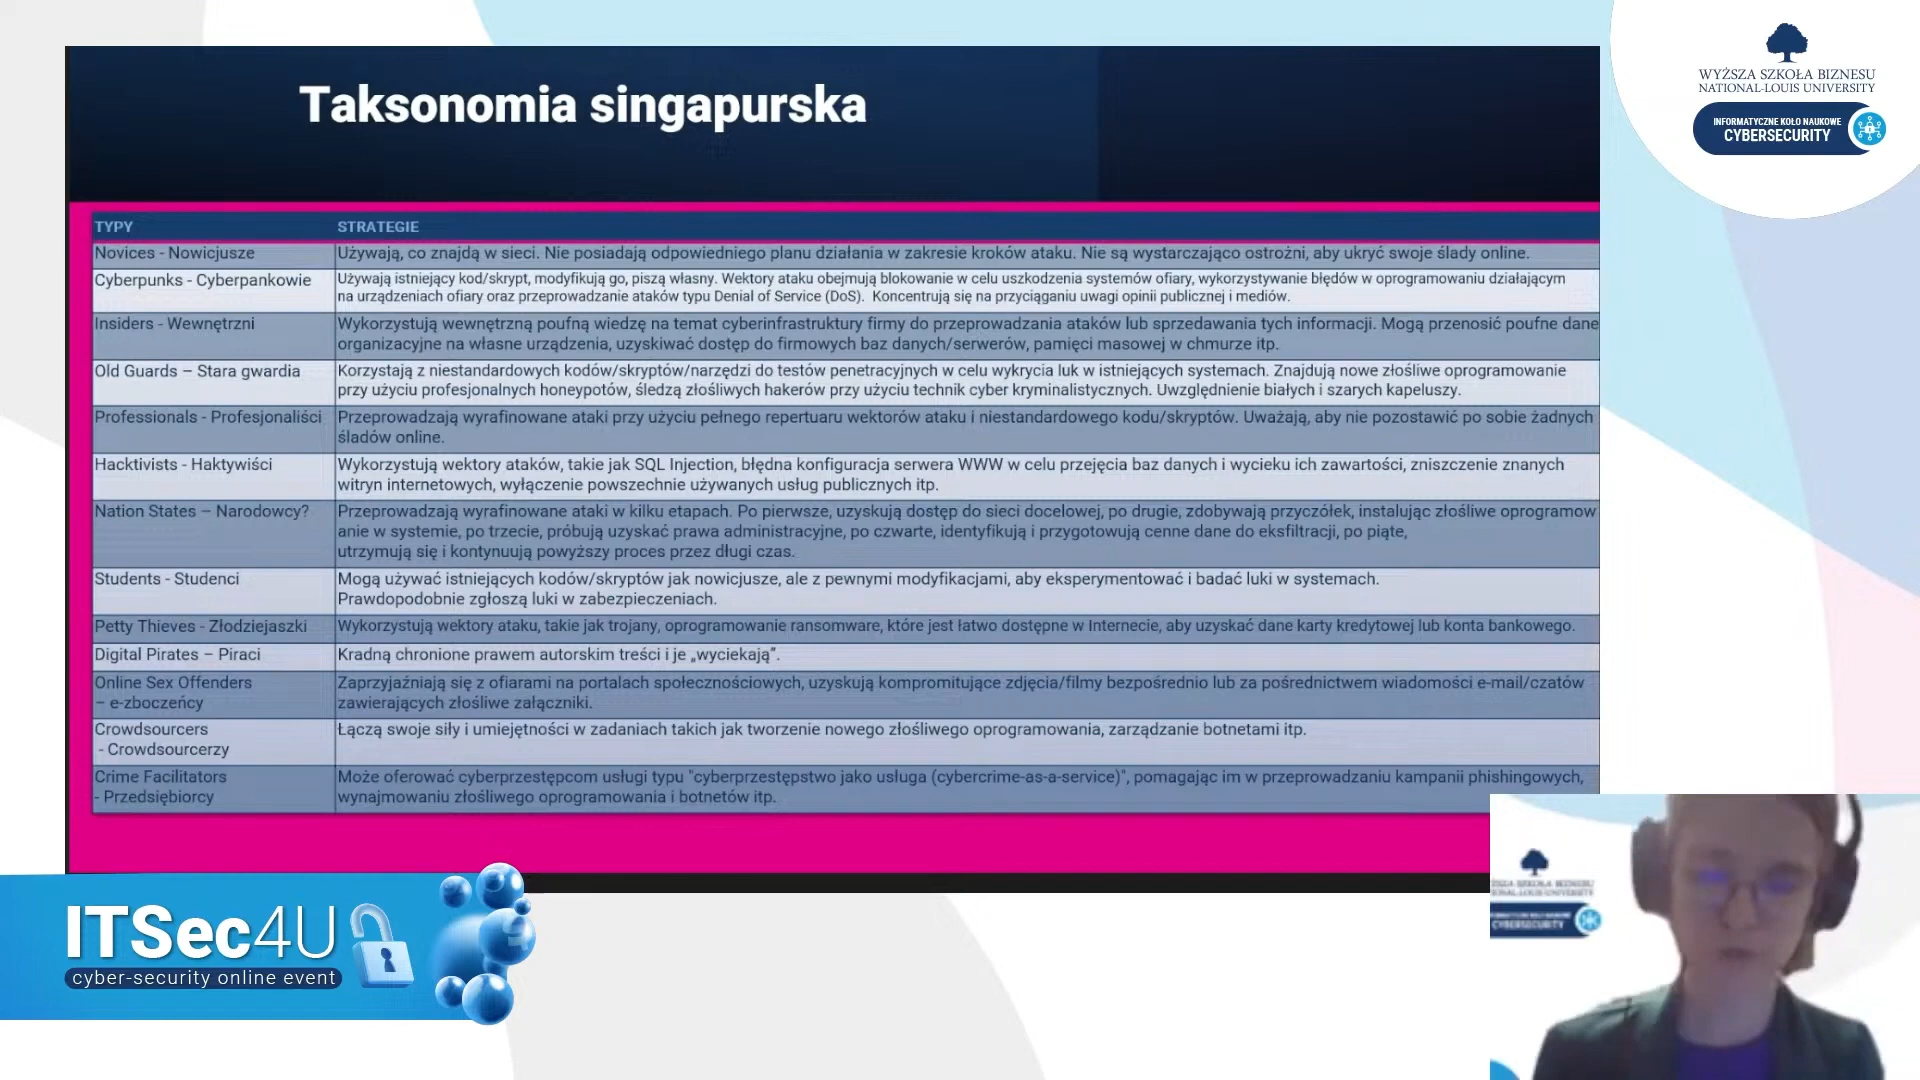 WYŻSZA SZKOŁA BIZNESU
NATIONAL-LOUIS UNIVERSITY
INFORMATYCZNE KOŁO NAUKOWE
CYBERSECURITY
Taksonomia singapurska
TYPY STRATEGIE
Novices - Nowicjusze Używają, co znajdą w sieci. Nie posiadają odpowiedniego planu działania w zakresie kroków ataku. Nie są wystarczająco ostrożni, aby ukryć swoje ślady online.
Cyberpunks - Cyberpankowie Używają istniejący kod/skrypt, modyfikują go, piszą własny. Wektory ataku obejmują blokowanie w celu uszkodzenia systemów ofiary, wykorzystywanie błędów w oprogramowaniu działającym
na urządzeniach ofiary oraz przeprowadzanie ataków typu Denial of Service (DoS). Koncentrują się na przyciąganiu uwagi opinii publicznej i mediów.
Insiders - Wewnętrzni Wykorzystują wewnętrzną poufną wiedzę na temat cyberinfrastruktury firmy do przeprowadzania ataków lub sprzedawania tych informacji. Mogą przenosić poufne dane
organizacyjne na własne urządzenia, uzyskiwać dostęp do firmowych baz danych/serwerów, pamięci masowej w chmurze itp.
Old Guards – Stara gwardia Korzystają z niestandardowych kodów/skryptów/narzędzi do testów penetracyjnych w celu wykrycia luk w istniejących systemach. Znajdują nowe złośliwe oprogramowanie
przy użyciu profesjonalnych honeypotów, śledzą złośliwych hakerów przy użyciu technik cyber kryminalistycznych. Uwzględnienie białych i szarych kapeluszy.
Professionals - Profesjonaliści Przeprowadzają wyrafinowane ataki przy użyciu pełnego repertuaru wektorów ataku i niestandardowego kodu/skryptów. Uważają, aby nie pozostawić po sobie żadnych
śladów online.
Hacktivists - Haktywiści Wykorzystują wektory ataków, takie jak SQL Injection, błędna konfiguracja serwera WWW w celu przejęcia baz danych i wycieku ich zawartości, zniszczenie znanych
witryn internetowych, wyłączenie powszechnie używanych usług publicznych itp.
Nation States – Narodowcy? Przeprowadzają wyrafinowane ataki w kilku etapach. Po pierwsze, uzyskują dostęp do sieci docelowej, po drugie, zdobywają przyczółek, instalując złośliwe oprogramow
anie w systemie, po trzecie, próbują uzyskać prawa administracyjne, po czwarte, identyfikują i przygotowują cenne dane do eksfiltracji, po piąte,
utrzymują się i kontynuują powyższy proces przez długi czas.
Students - Studenci Mogą używać istniejących kodów/skryptów jak nowicjusze, ale z pewnymi modyfikacjami, aby eksperymentować i badać luki w systemach.
Prawdopodobnie zgłoszą luki w zabezpieczeniach.
Petty Thieves - Złodziejaszki Wykorzystują wektory ataku, takie jak trojany, oprogramowanie ransomware, które jest łatwo dostępne w Internecie, aby uzyskać dane karty kredytowej lub konta bankowego.
Digital Pirates – Piraci Kradną chronione prawem autorskim treści i je „wyciekają”.
Online Sex Offenders Zaprzyjaźniają się z ofiarami na portalach społecznościowych, uzyskują kompromitujące zdjęcia/filmy bezpośrednio lub za pośrednictwem wiadomości e-mail/czatów
– e-zboczeńcy zawierających złośliwe załączniki.
Crowdsourcers Łączą swoje siły i umiejętności w zadaniach takich jak tworzenie nowego złośliwego oprogramowania, zarządzanie botnetami itp.
- Crowdsourcerzy
Crime Facilitators Może oferować cyberprzestępcom usługi typu "cyberprzestępstwo jako usługa (cybercrime-as-a-service)", pomagając im w przeprowadzaniu kampanii phishingowych,
- Przedsiębiorcy wynajmowaniu złośliwego oprogramowania i botnetów itp.
ITSec4U
cyber-security online event
CYBERSECURITY